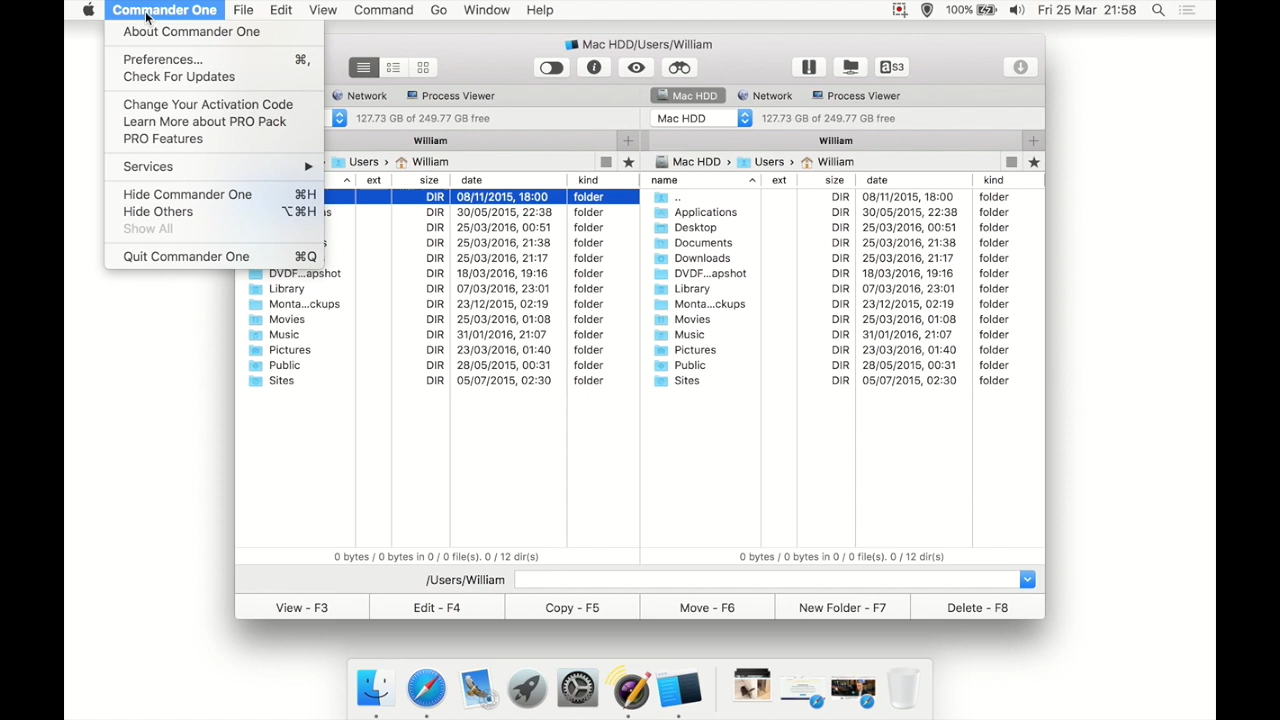 Commander One File Edit View Command Go Window Help 100% Fri 25 Mar 21:58
About Commander One
Preferences... ⌘,
Check For Updates
Change Your Activation Code
Learn More about PRO Pack
PRO Features
Services
Hide Commander One ⌘H
Hide Others ⌥⌘H
Show All
Quit Commander One ⌘Q
Mac HDD/Users/William
aS3
Network Process Viewer
Mac HDD Network Process Viewer
127.73 GB of 249.77 GB free
Mac HDD 127.73 GB of 249.77 GB free
William
William
Users › William
Mac HDD › Users › William
ext size date kind
DIR 08/11/2015, 18:00 folder
DIR 30/05/2015, 22:38 folder
DIR 25/03/2016, 00:51 folder
DIR 25/03/2016, 21:38 folder
DIR 25/03/2016, 21:17 folder
DVDF...apshot DIR 18/03/2016, 19:16 folder
Library DIR 07/03/2016, 23:01 folder
Monta...ckups DIR 23/12/2015, 02:19 folder
Movies DIR 25/03/2016, 01:08 folder
Music DIR 31/01/2016, 21:07 folder
Pictures DIR 23/03/2016, 01:40 folder
Public DIR 28/05/2015, 00:31 folder
Sites DIR 05/07/2015, 02:30 folder
0 bytes / 0 bytes in 0 / 0 file(s). 0 / 12 dir(s)
name ext size date kind
.. DIR 08/11/2015, 18:00 folder
Applications DIR 30/05/2015, 22:38 folder
Desktop DIR 25/03/2016, 00:51 folder
Documents DIR 25/03/2016, 21:38 folder
Downloads DIR 25/03/2016, 21:17 folder
DVDF...apshot DIR 18/03/2016, 19:16 folder
Library DIR 07/03/2016, 23:01 folder
Monta...ckups DIR 23/12/2015, 02:19 folder
Movies DIR 25/03/2016, 01:08 folder
Music DIR 31/01/2016, 21:07 folder
Pictures DIR 23/03/2016, 01:40 folder
Public DIR 28/05/2015, 00:31 folder
Sites DIR 05/07/2015, 02:30 folder
0 bytes / 0 bytes in 0 / 0 file(s). 0 / 12 dir(s)
/Users/William
View - F3 Edit - F4 Copy - F5 Move - F6 New Folder - F7 Delete - F8